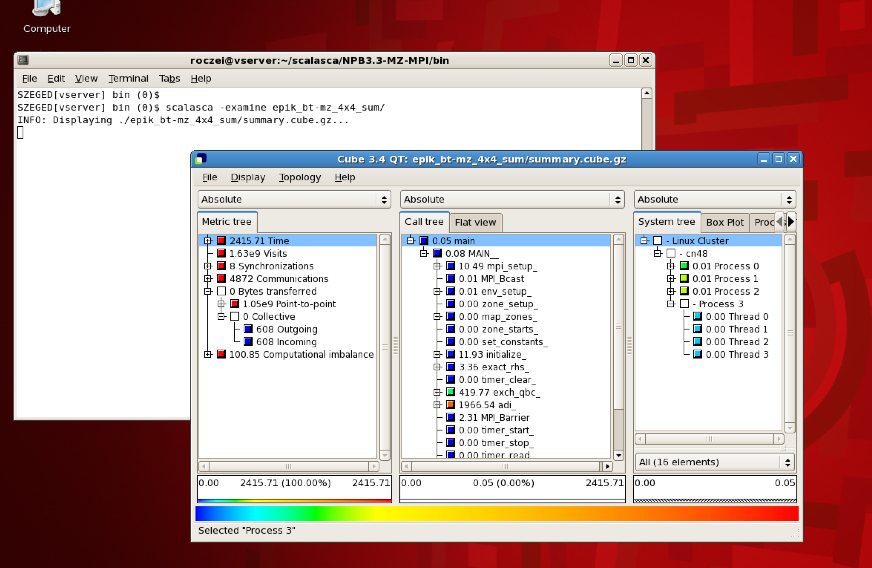 Computer
roczei@vserver:~/scalasca/NPB3.3-MZ-MPI/bin
File Edit View Terminal Tabs Help
SZEGED[vserver] bin (0)$
SZEGED[vserver] bin (0)$ scalasca -examine epik_bt-mz_4x4_sum/
INFO: Displaying ./epik_bt-mz_4x4_sum/summary.cube.gz...
Cube 3.4 QT: epik_bt-mz_4x4_sum/summary.cube.gz
File Display Topology Help
Absolute
Metric tree
2415.71 Time
1.63e9 Visits
8 Synchronizations
4872 Communications
0 Bytes transferred
1.05e9 Point-to-point
0 Collective
608 Outgoing
608 Incoming
100.85 Computational imbalance
0.00 2415.71 (100.00%) 2415.71
Absolute
Call tree Flat view
0.05 main
0.08 MAIN__
10.49 mpi_setup_
0.01 MPI_Bcast
0.01 env_setup_
0.00 zone_setup_
0.00 map_zones_
0.00 zone_starts_
0.00 set_constants_
11.93 initialize_
3.36 exact_rhs_
0.00 timer_clear_
419.77 exch_qbc_
1966.54 adi_
2.31 MPI_Barrier
0.00 timer_start_
0.00 timer_stop_
0.00 timer_read_
0.00 0.05 (0.00%) 2415.71
Absolute
System tree Box Plot
- Linux Cluster
- cn48
0.01 Process 0
0.01 Process 1
0.01 Process 2
- Process 3
0.00 Thread 0
0.00 Thread 1
0.00 Thread 2
0.00 Thread 3
All (16 elements)
0.00 0.05
Selected "Process 3"